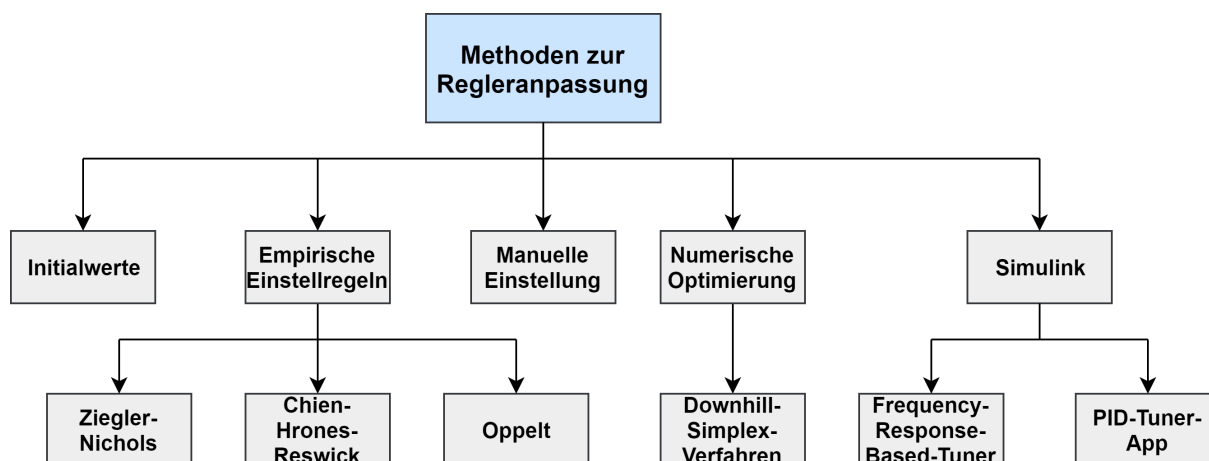 Methoden zur
Regleranpassung
Initialwerte
Empirische
Einstellregeln
Manuelle
Einstellung
Numerische
Optimierung
Simulink
Ziegler-
Nichols
Chien-
Hrones-
Reswick
Oppelt
Downhill-
Simplex-
Verfahren
Frequency-
Response-
Based-Tuner
PID-Tuner-
App